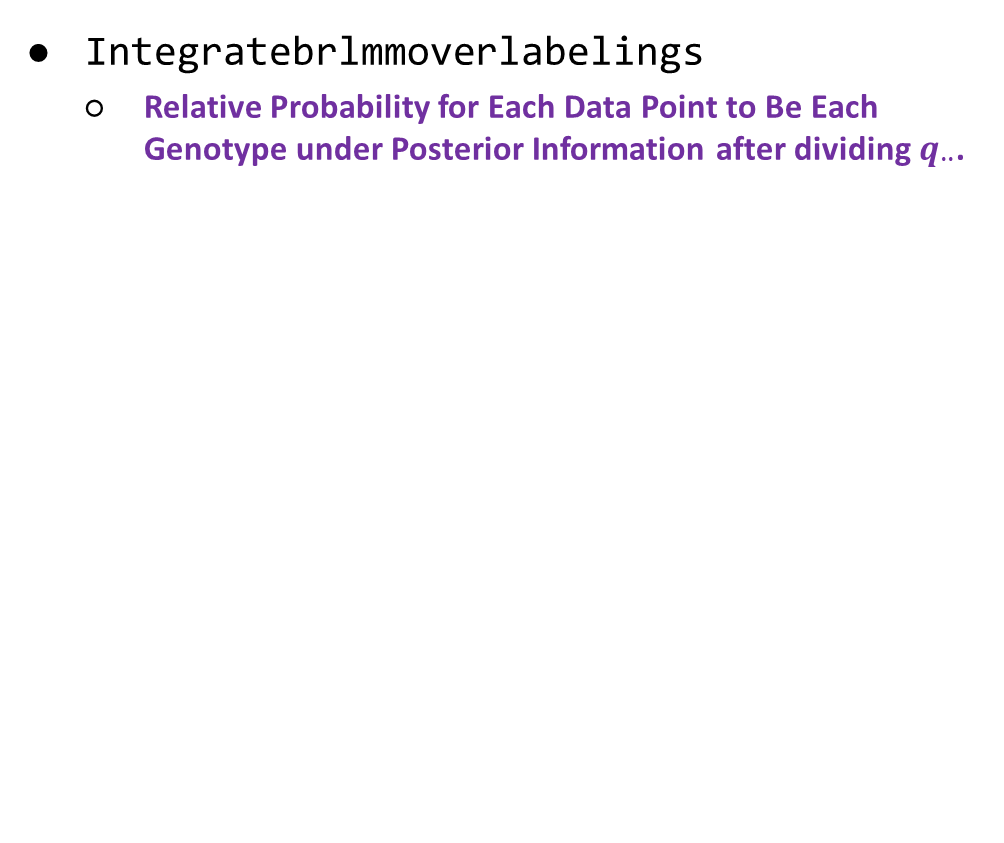 ● Integratebrlmmoverlabelings
○ Relative Probability for Each Data Point to Be Each
Genotype under Posterior Information after dividing q...